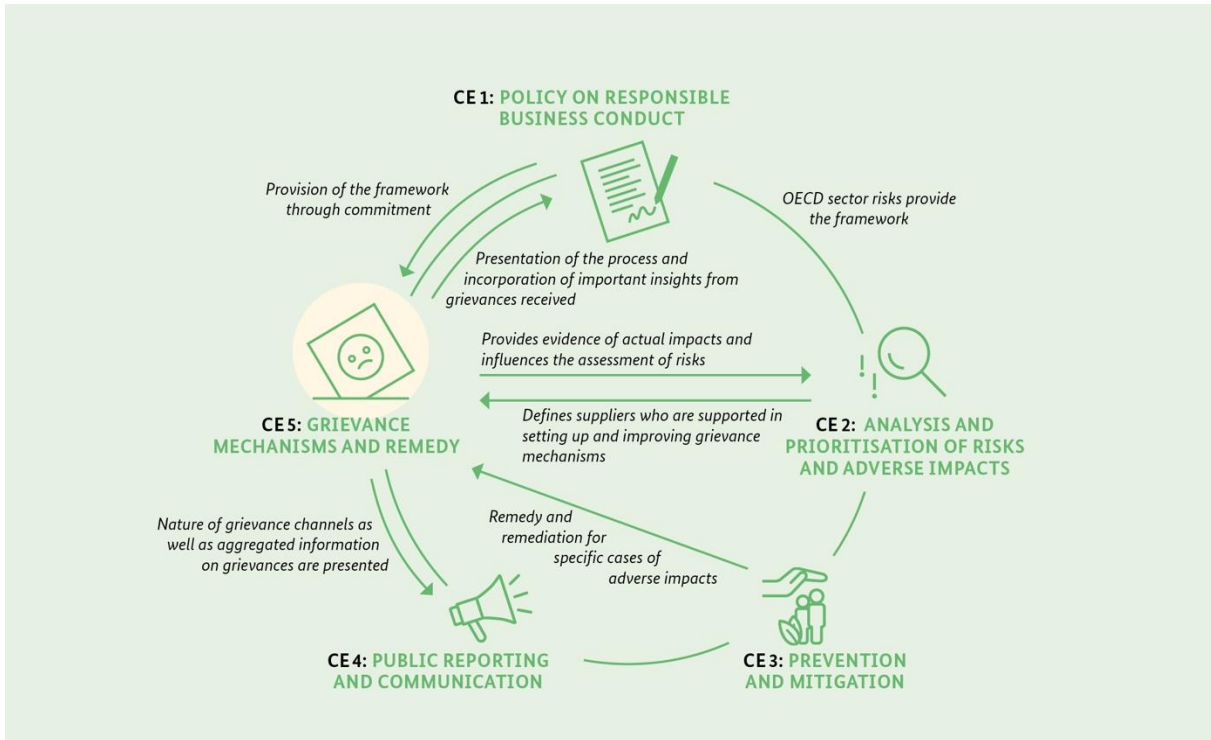 CE 1: POLICY ON RESPONSIBLE
BUSINESS CONDUCT
Provision of the framework
through commitment
OECD sector risks provide
the framework
Presentation of the process and
incorporation of important insights from
grievances received
Provides evidence of actual impacts and
influences the assessment of risks
Defines suppliers who are supported in
setting up and improving grievance
mechanisms
CE 5: GRIEVANCE
MECHANISMS AND REMEDY
CE 2: ANALYSIS AND
PRIORITISATION OF RISKS
AND ADVERSE IMPACTS
Remedy and
remediation for
specific cases of
adverse impacts
Nature of grievance channels as
well as aggregated information
on grievances are presented
CE 4: PUBLIC REPORTING
AND COMMUNICATION
CE 3: PREVENTION
AND MITIGATION